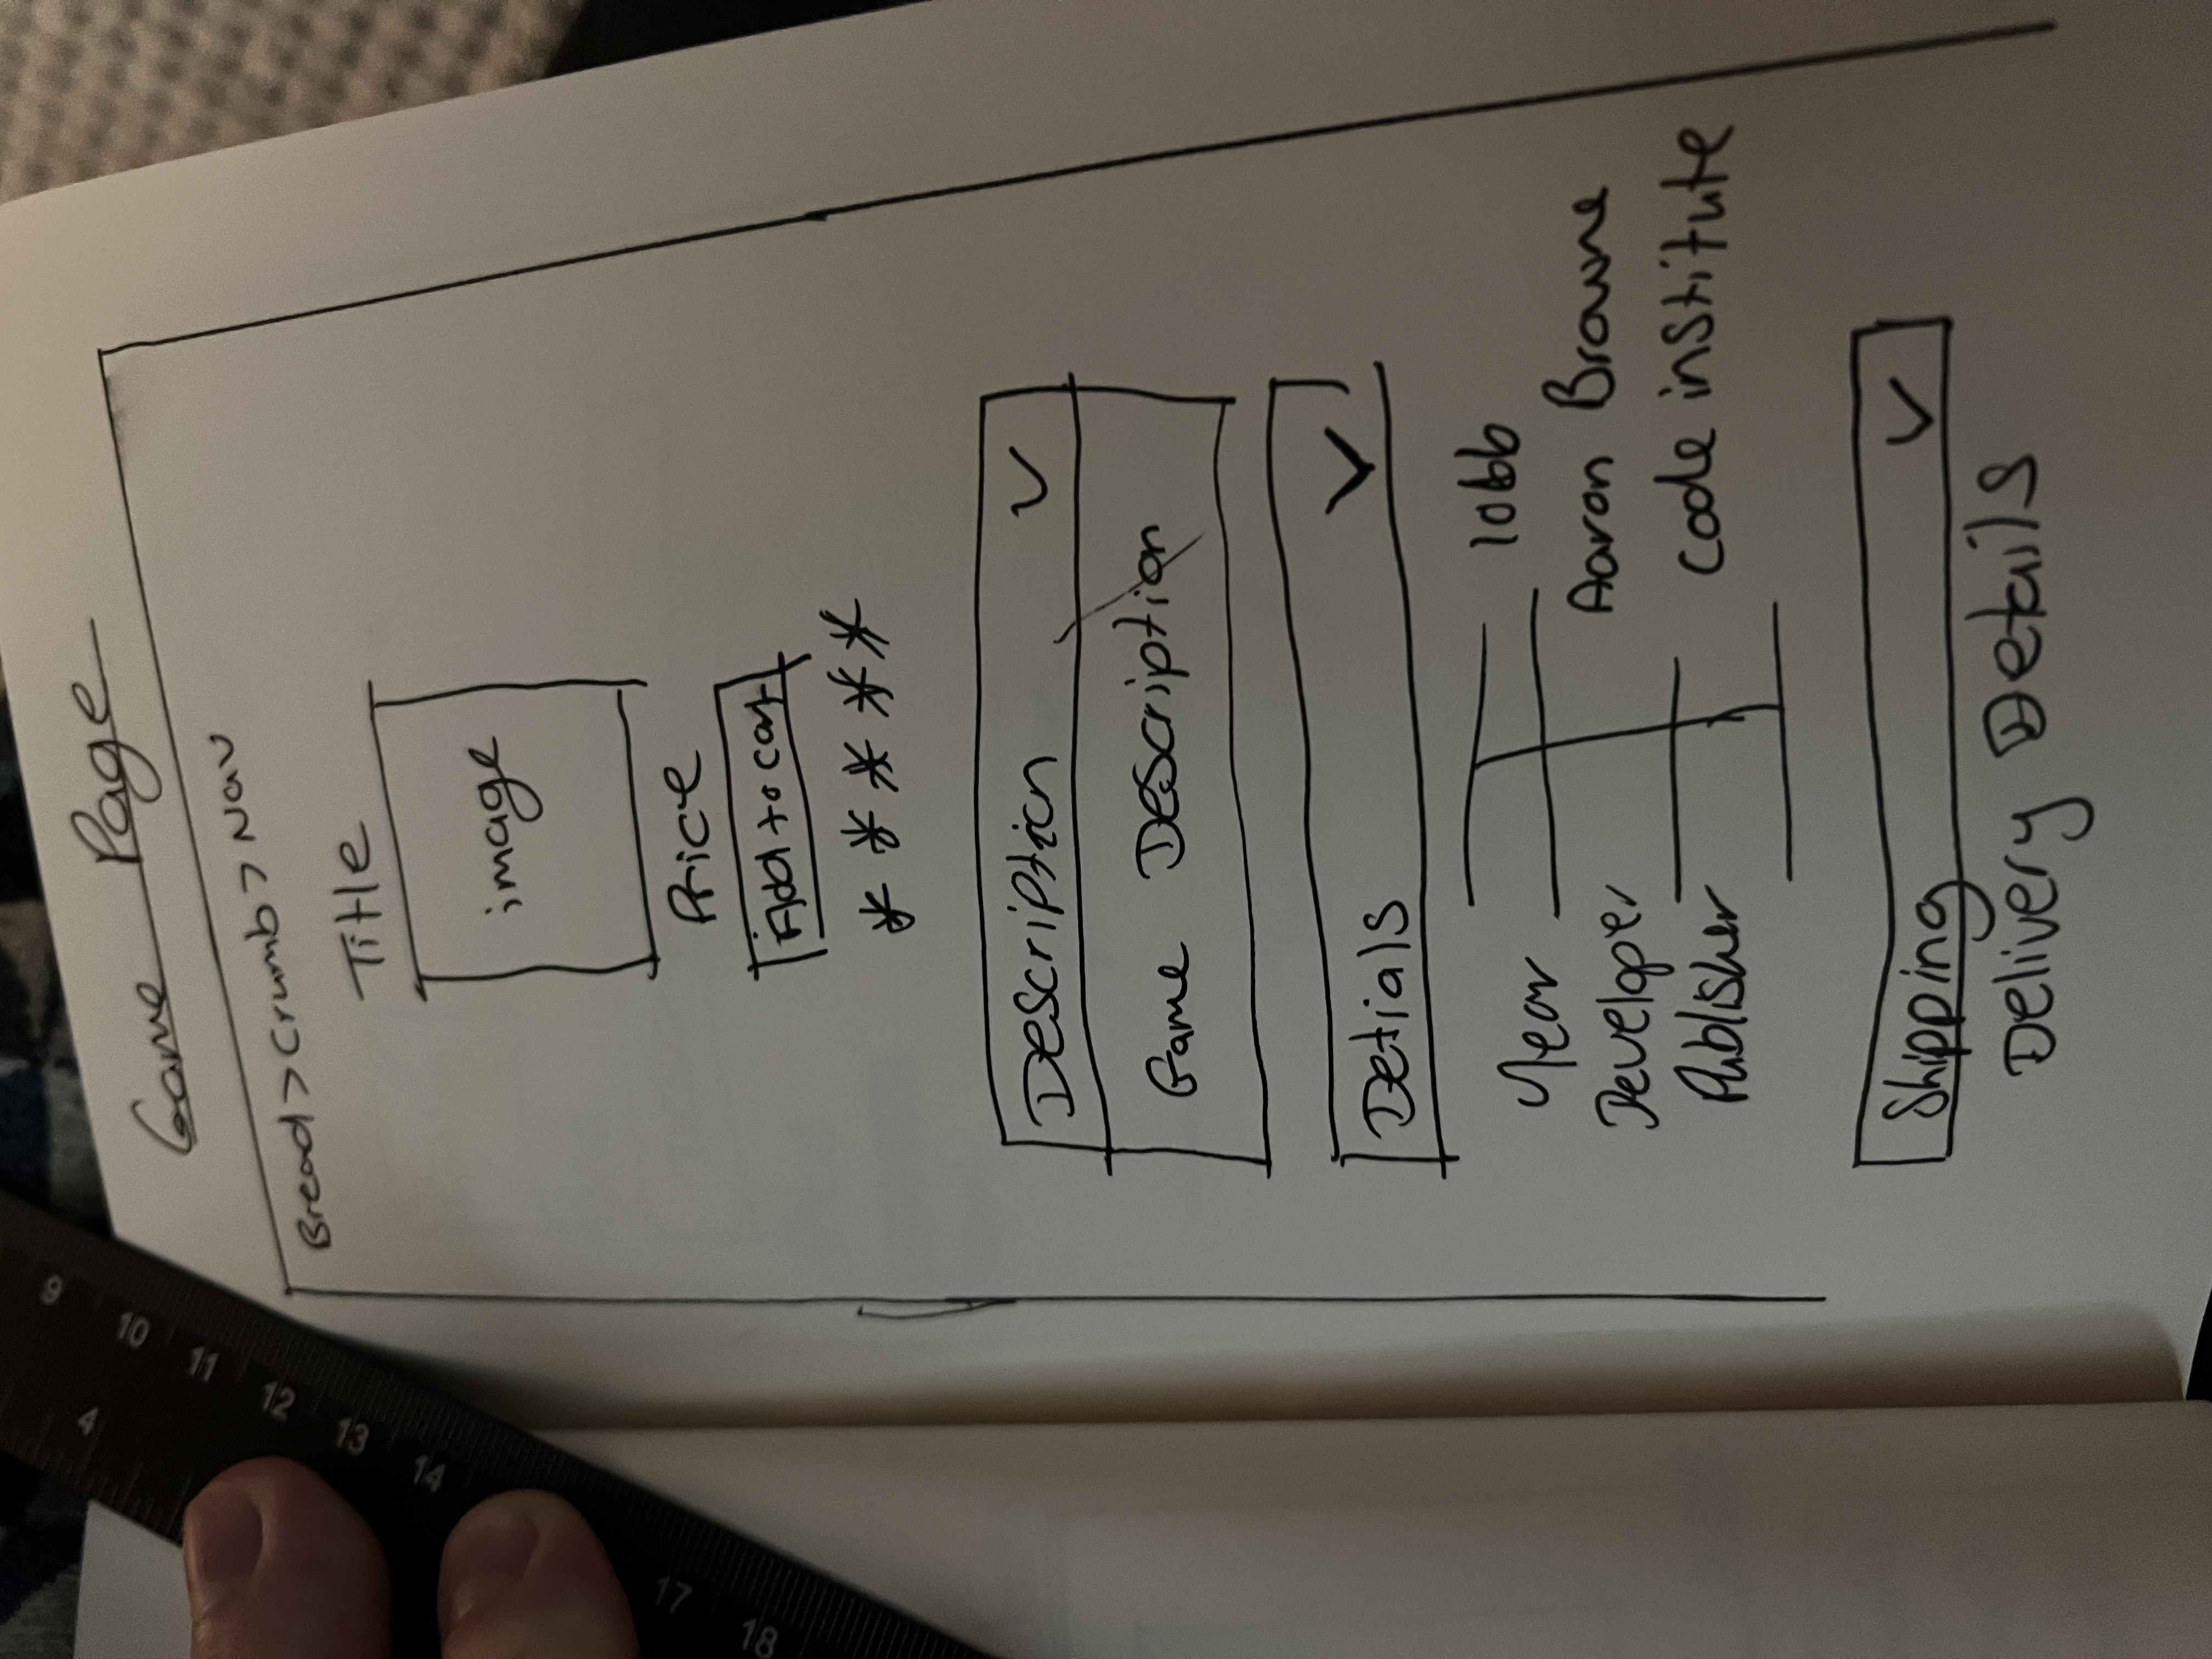 9
4
10
11
12
13
14
17
18
Game Page
Bread > Crumb > Nav
Title
image
Price
Add to cart
* * * * *
Description
Game Description
Detials
Year 1066
Developer Aaron Browne
Publisher code institute
Shipping
Delivery Details